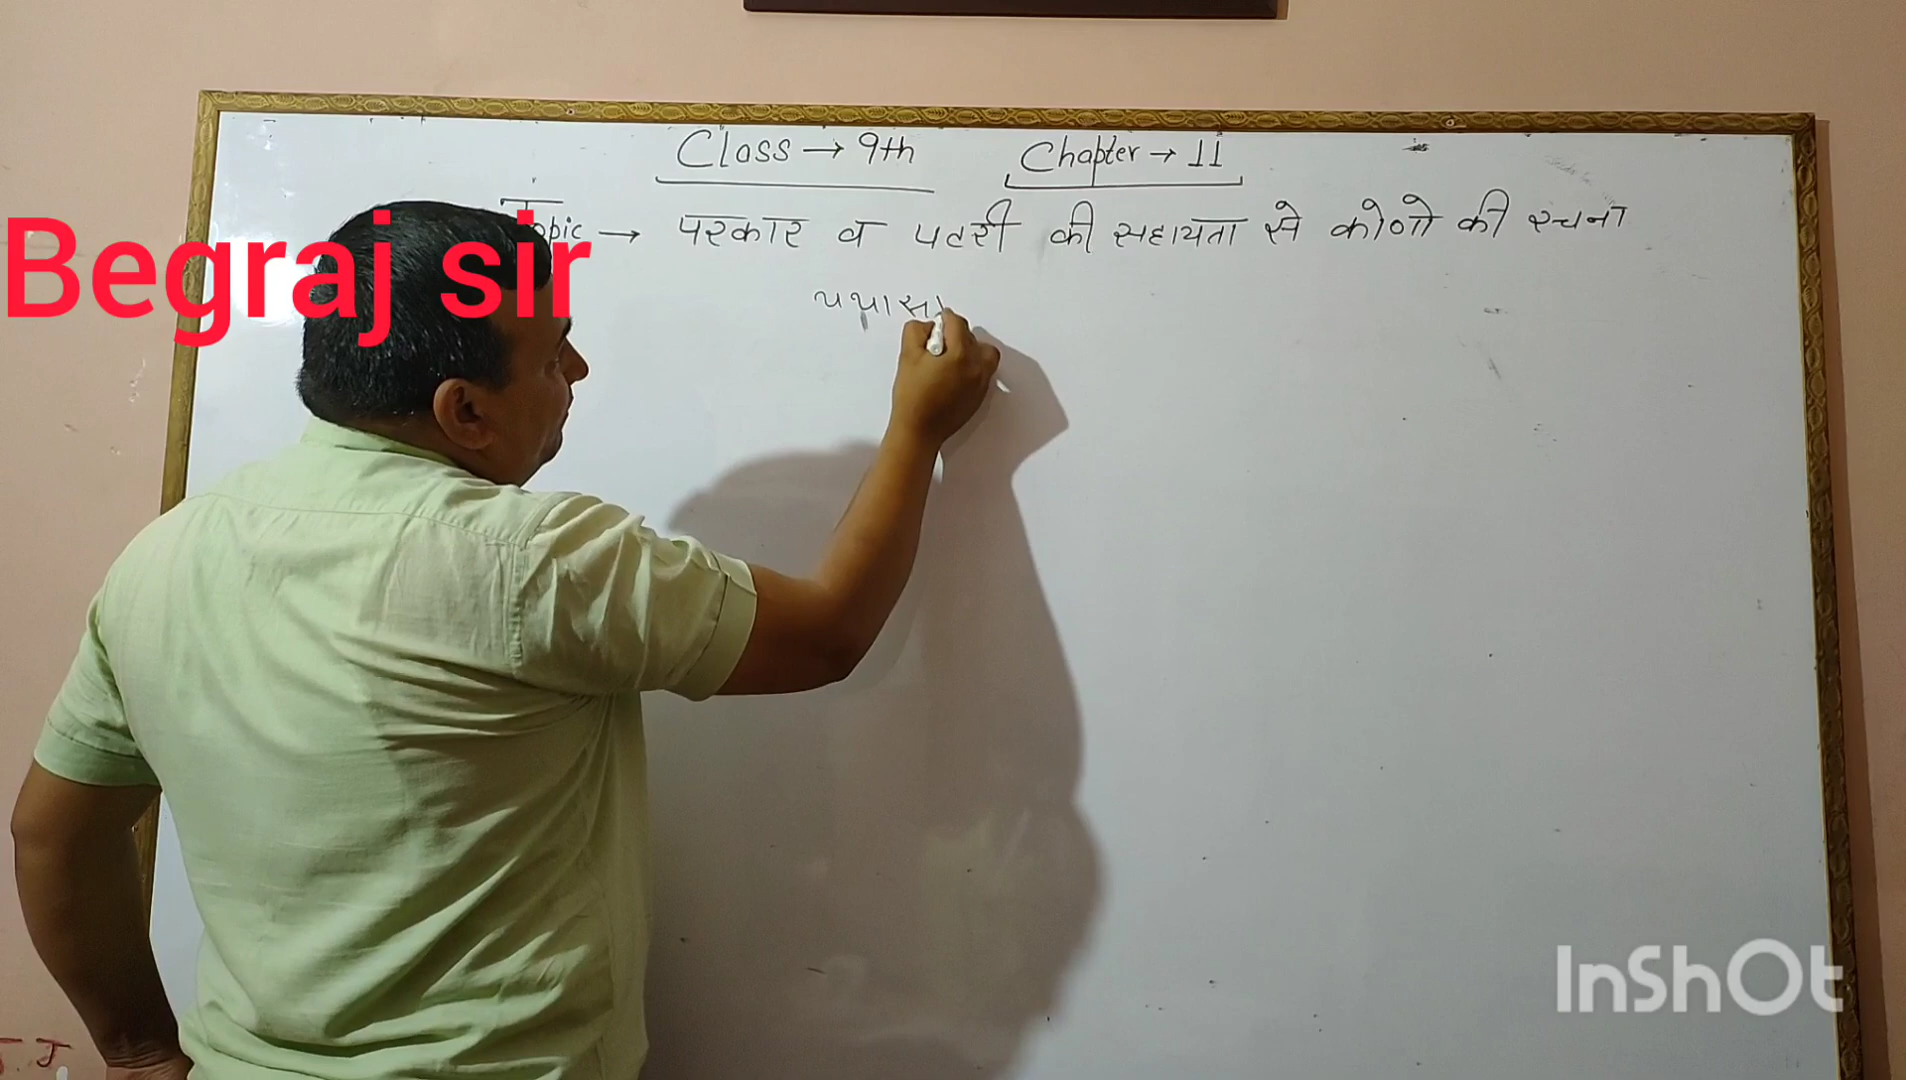 Class → 9th Chapter → 11
Topic → परकार व पटरी की सहायता से कोणो की रचना
Begraj sir
InShOt